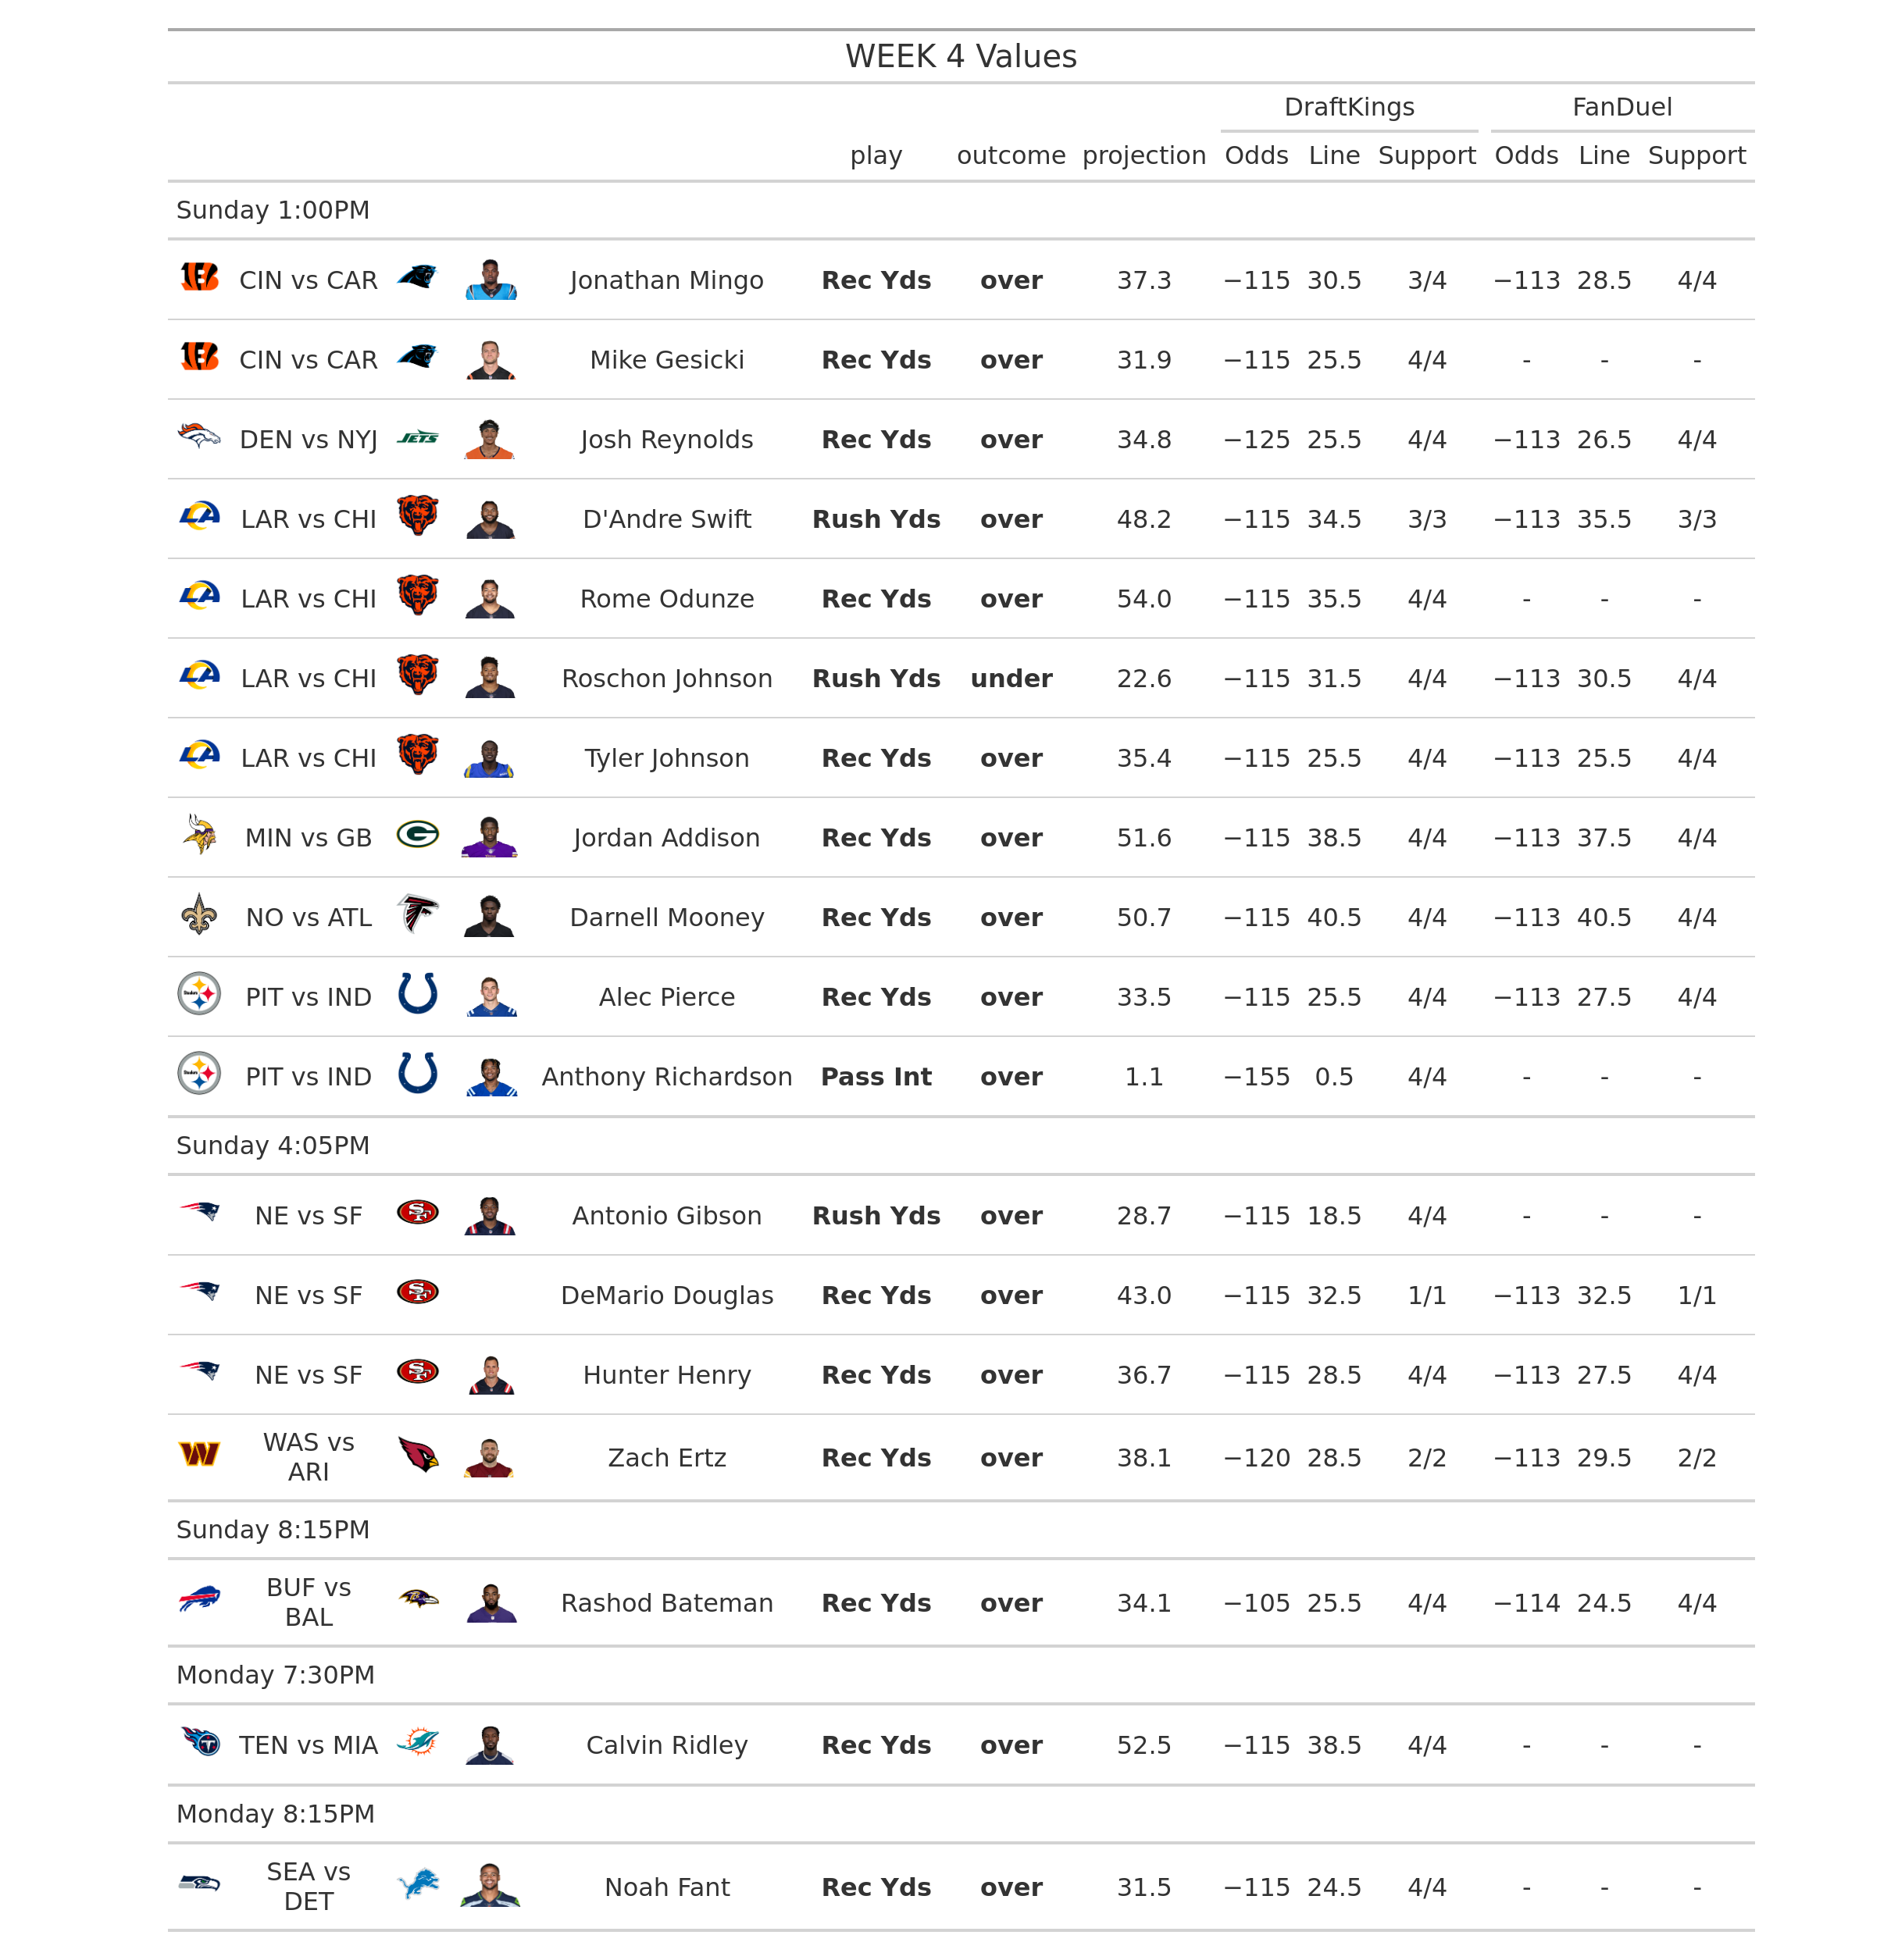 WEEK 4 Values
DraftKings FanDuel
play outcome projection Odds Line Support Odds Line Support
Sunday 1:00PM
CIN vs CAR Jonathan Mingo Rec Yds over 37.3 −115 30.5 3/4 −113 28.5 4/4
CIN vs CAR Mike Gesicki Rec Yds over 31.9 −115 25.5 4/4 - - -
DEN vs NYJ JETS Josh Reynolds Rec Yds over 34.8 −125 25.5 4/4 −113 26.5 4/4
LAR vs CHI D'Andre Swift Rush Yds over 48.2 −115 34.5 3/3 −113 35.5 3/3
LAR vs CHI Rome Odunze Rec Yds over 54.0 −115 35.5 4/4 - - -
LAR vs CHI Roschon Johnson Rush Yds under 22.6 −115 31.5 4/4 −113 30.5 4/4
LAR vs CHI Tyler Johnson Rec Yds over 35.4 −115 25.5 4/4 −113 25.5 4/4
MIN vs GB Jordan Addison Rec Yds over 51.6 −115 38.5 4/4 −113 37.5 4/4
NO vs ATL Darnell Mooney Rec Yds over 50.7 −115 40.5 4/4 −113 40.5 4/4
PIT vs IND Alec Pierce Rec Yds over 33.5 −115 25.5 4/4 −113 27.5 4/4
PIT vs IND Anthony Richardson Pass Int over 1.1 −155 0.5 4/4 - - -
Sunday 4:05PM
NE vs SF Antonio Gibson Rush Yds over 28.7 −115 18.5 4/4 - - -
NE vs SF DeMario Douglas Rec Yds over 43.0 −115 32.5 1/1 −113 32.5 1/1
NE vs SF Hunter Henry Rec Yds over 36.7 −115 28.5 4/4 −113 27.5 4/4
WAS vs
ARI Zach Ertz Rec Yds over 38.1 −120 28.5 2/2 −113 29.5 2/2
Sunday 8:15PM
BUF vs
BAL Rashod Bateman Rec Yds over 34.1 −105 25.5 4/4 −114 24.5 4/4
Monday 7:30PM
TEN vs MIA Calvin Ridley Rec Yds over 52.5 −115 38.5 4/4 - - -
Monday 8:15PM
SEA vs
DET Noah Fant Rec Yds over 31.5 −115 24.5 4/4 - - -